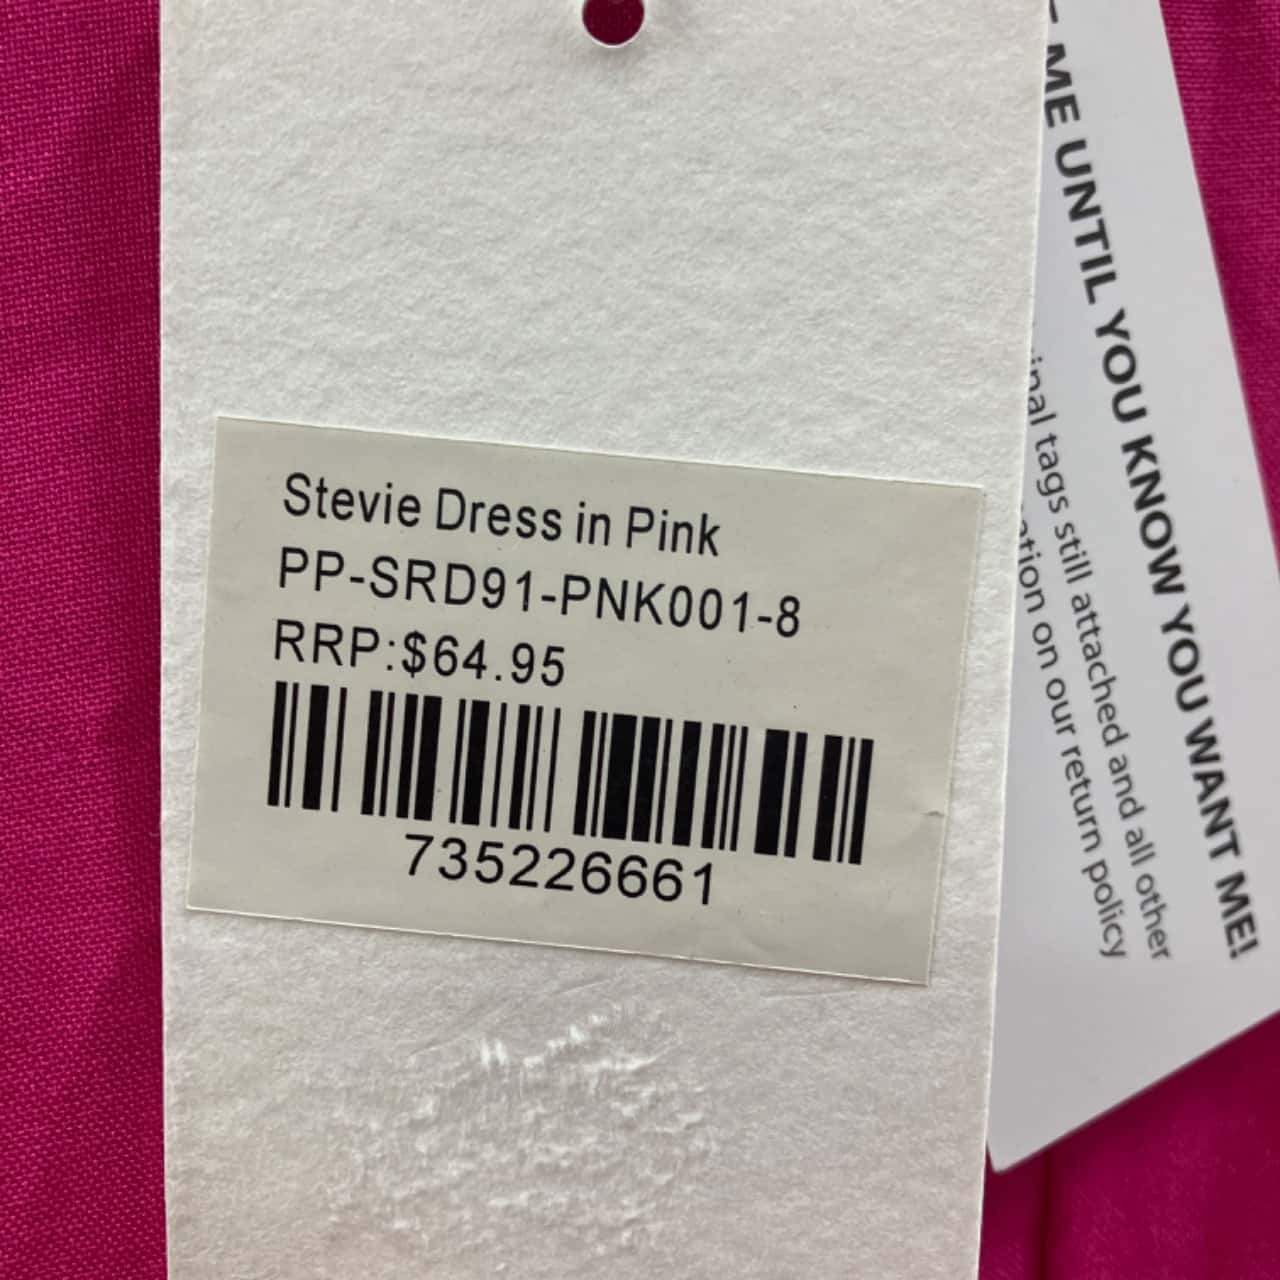 Stevie Dress in Pink
PP-SRD91-PNK001-8
RRP:$64.95
735226661
ME UNTIL YOU KNOW YOU WANT ME!
tags still attached and all other
on our return policy